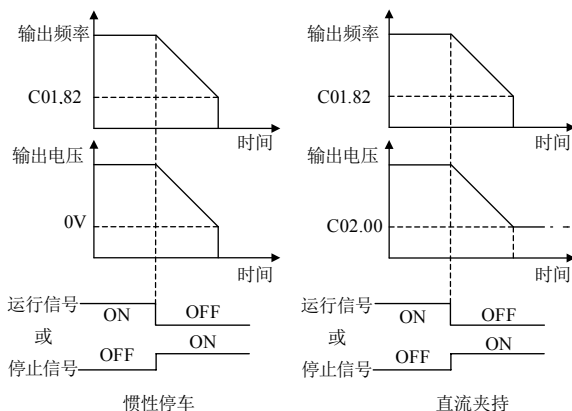 输出频率
C01.82
时间
输出电压
0V
时间
运行信号
ON
OFF
或
停止信号
OFF
ON
惯性停车
输出频率
C01.82
时间
输出电压
C02.00
时间
运行信号
ON
OFF
或
停止信号
OFF
ON
直流夹持